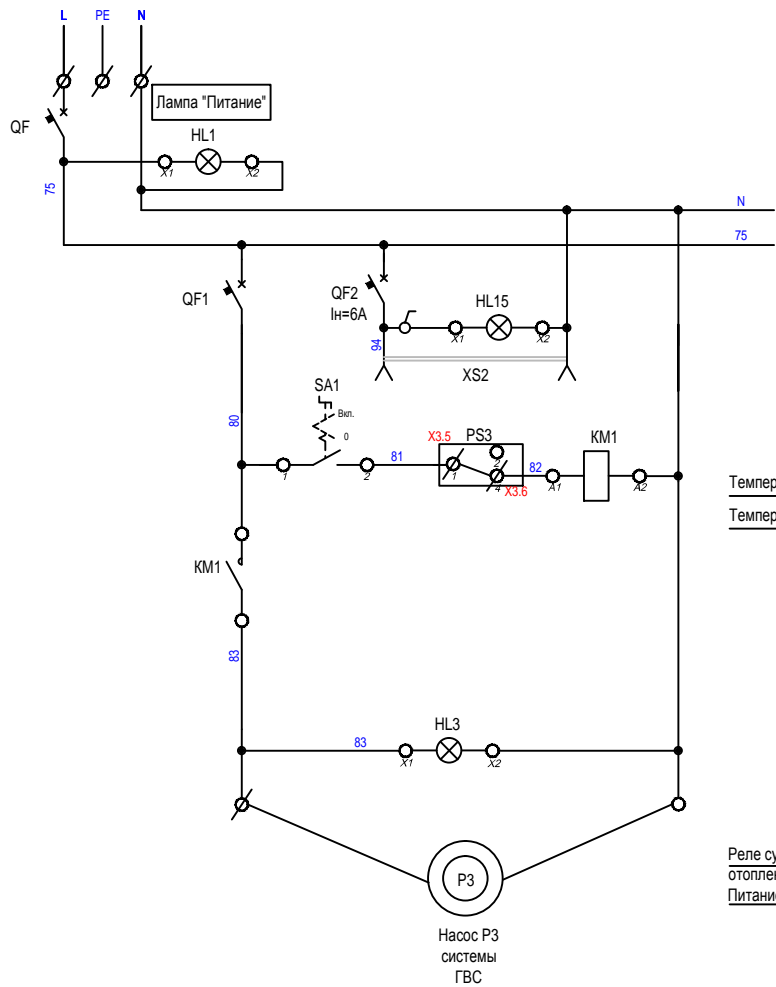 L PE N
Лампа "Питание"
QF
HL1
X1 X2
75
N
75
QF1
QF2
Iн=6А
HL15
X1 X2
94
XS2
SA1
Вкл.
0
80
X3.5
PS3
KM1
1 2
81
1 2 4
82
A1 A2
X3.6
Темпер
Темпер
KM1
83
HL3
83
X1 X2
Реле су
отоплен
Питание
P3
Насос P3
системы
ГВС